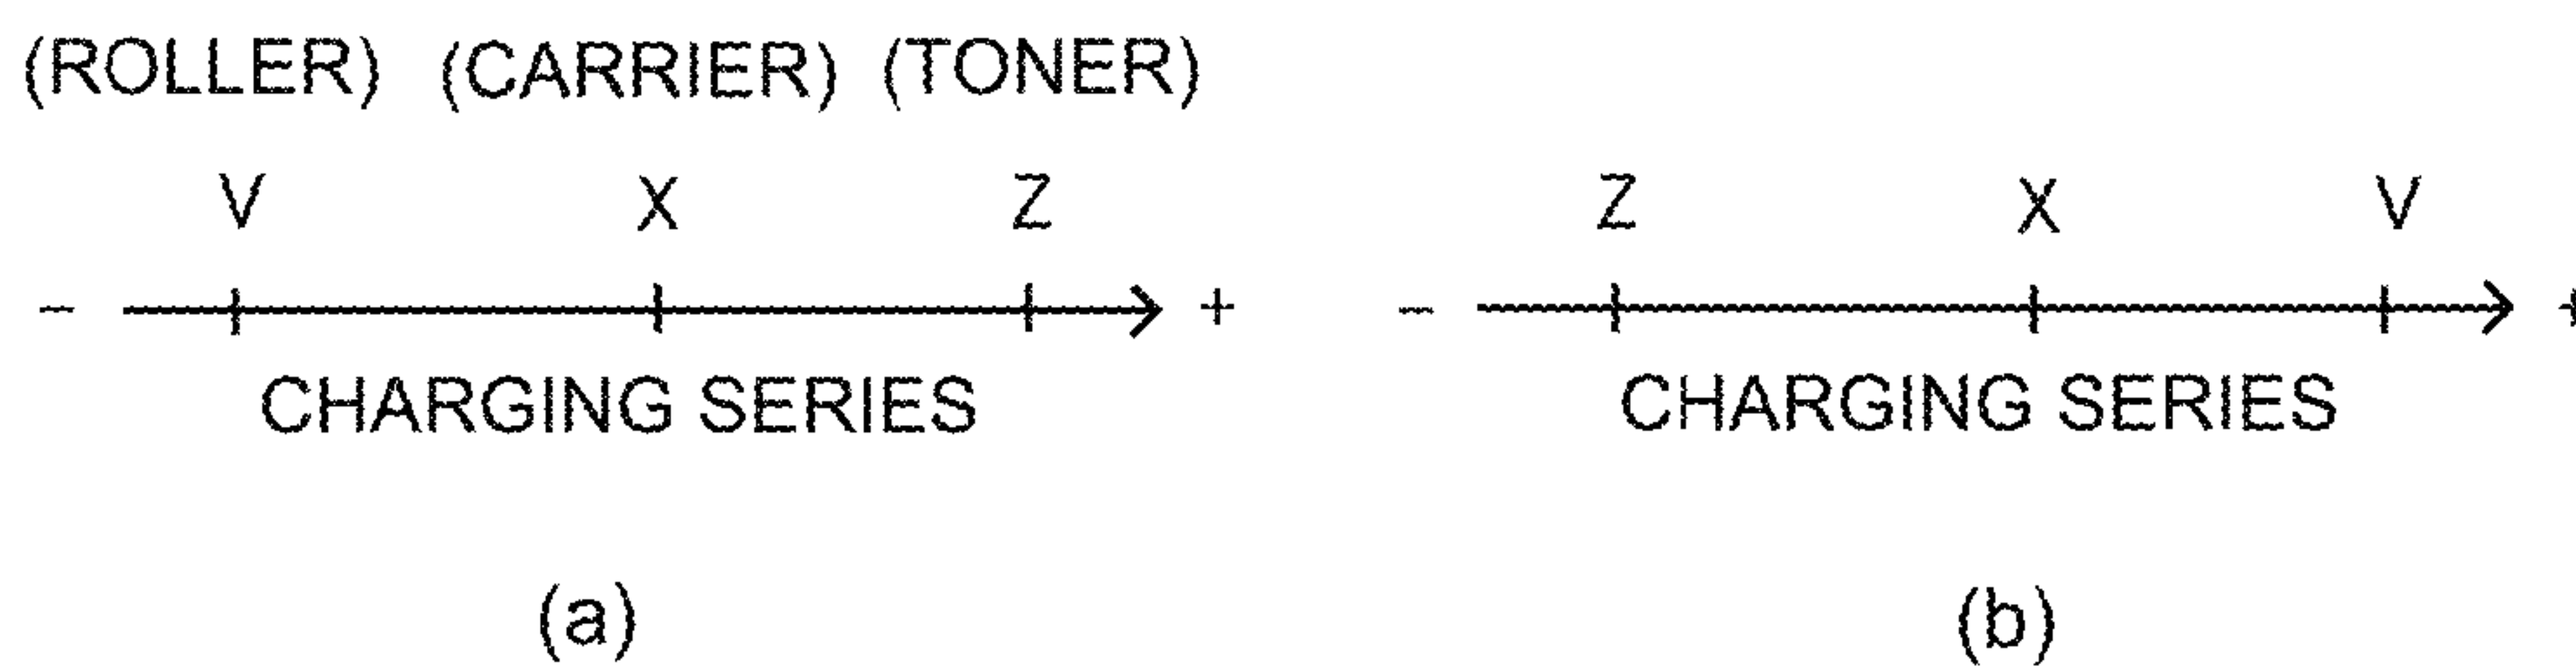 (ROLLER) (CARRIER) (TONER)
V X Z
− +
CHARGING SERIES
(a)
Z X V
− +
CHARGING SERIES
(b)